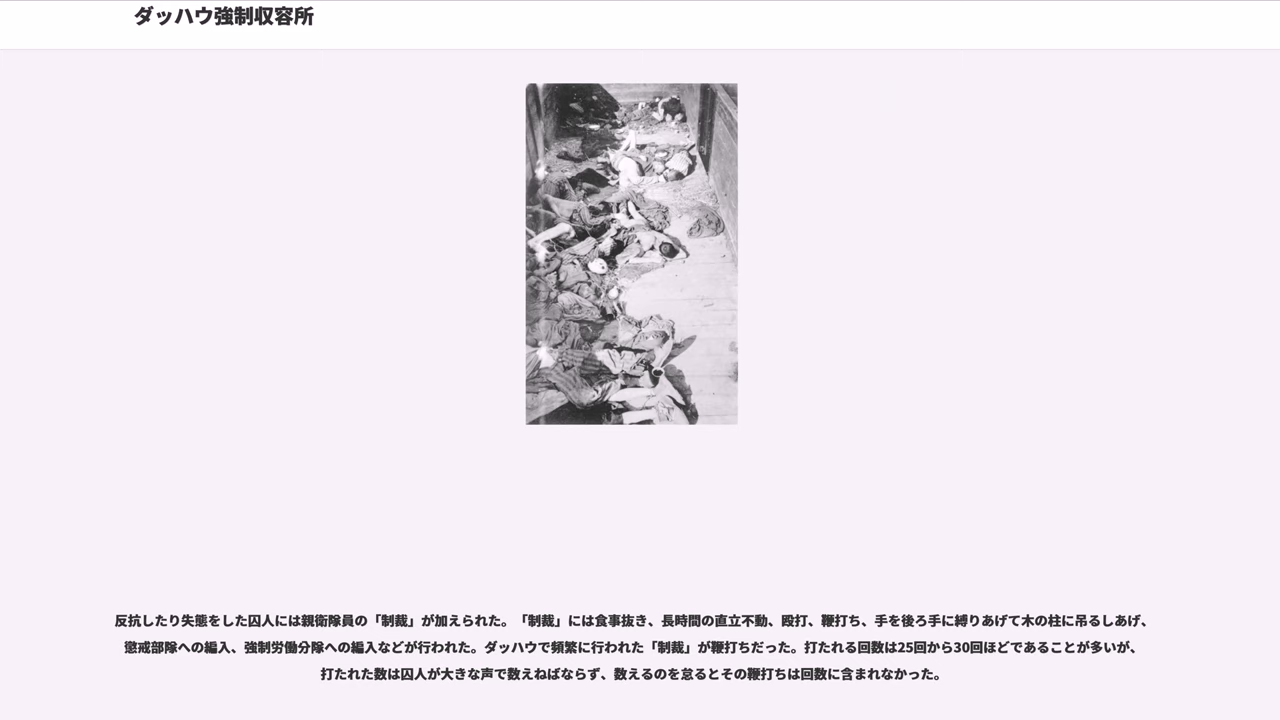 ダッハウ強制収容所
反抗したり失態をした囚人には親衛隊員の「制裁」が加えられた。「制裁」には食事抜き、長時間の直立不動、殴打、鞭打ち、手を後ろ手に縛りあげて木の柱に吊るしあげ、
懲戒部隊への編入、強制労働分隊への編入などが行われた。ダッハウで頻繁に行われた「制裁」が鞭打ちだった。打たれる回数は25回から30回ほどであることが多いが、
打たれた数は囚人が大きな声で数えねばならず、数えるのを怠るとその鞭打ちは回数に含まれなかった。